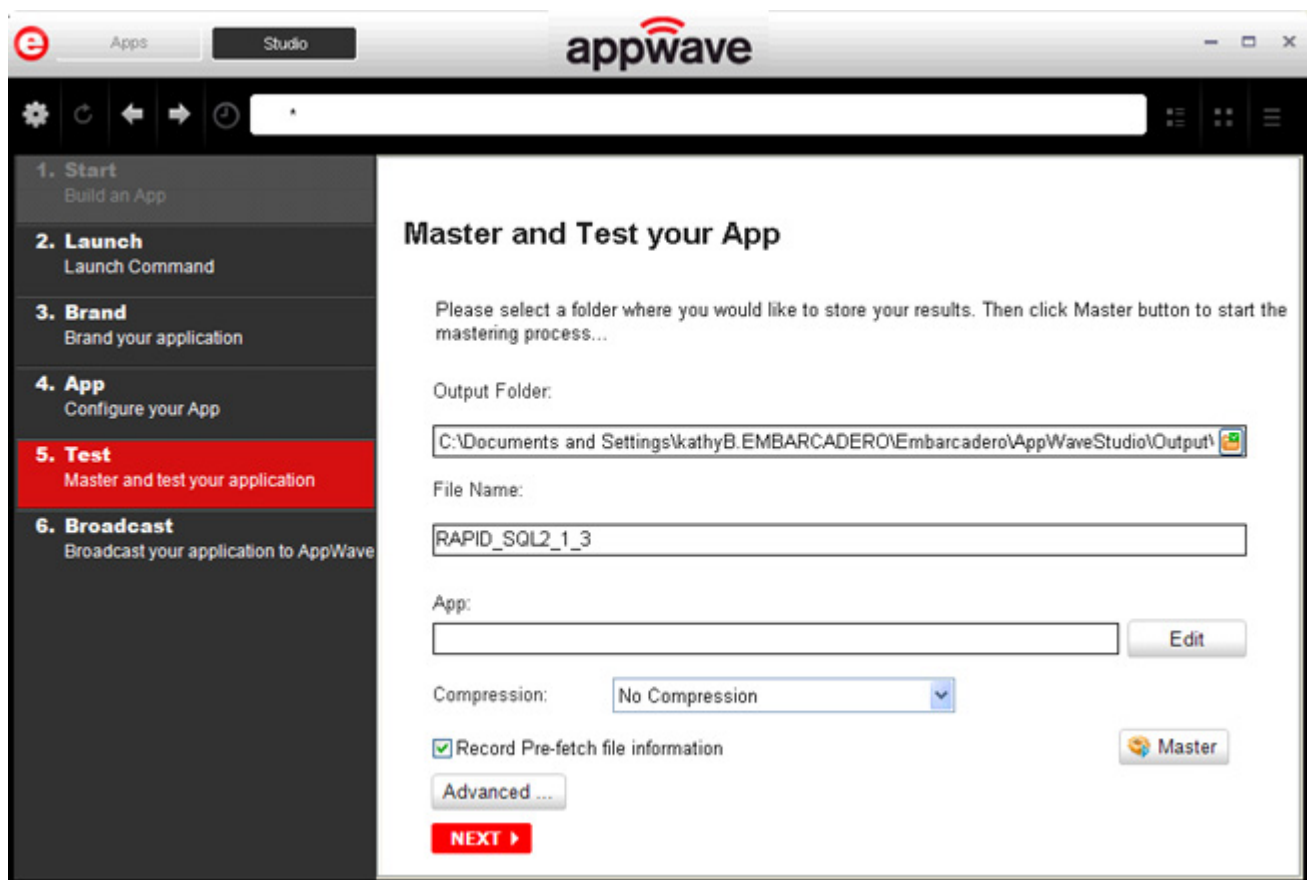 e
Apps
Studio
appwave
*
1. Start
Build an App
2. Launch
Launch Command
3. Brand
Brand your application
4. App
Configure your App
5. Test
Master and test your application
6. Broadcast
Broadcast your application to AppWave
Master and Test your App
Please select a folder where you would like to store your results. Then click Master button to start the
mastering process...
Output Folder:
C:\Documents and Settings\kathyB.EMBARCADERO\Embarcadero\AppWaveStudio\Output\
File Name:
RAPID_SQL2_1_3
App:
Edit
Compression:
No Compression
Record Pre-fetch file information
Master
Advanced ...
NEXT